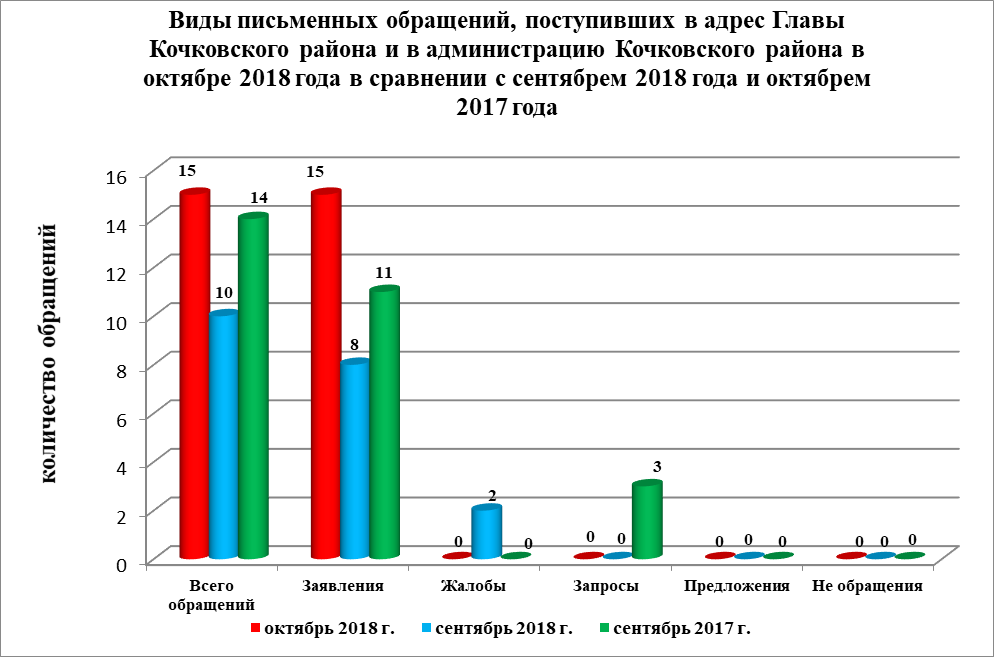 Виды письменных обращений, поступивших в адрес Главы
Кочковского района и в администрацию Кочковского района в
октябре 2018 года в сравнении с сентябрем 2018 года и октябрем
2017 года
количество обращений
16
14
12
10
8
6
4
2
0
15
10
14
15
8
11
0
2
0
0
0
3
0
0
0
0
0
0
Всего
обращений
Заявления
Жалобы
Запросы
Предложения
Не обращения
октябрь 2018 г.
сентябрь 2018 г.
сентябрь 2017 г.